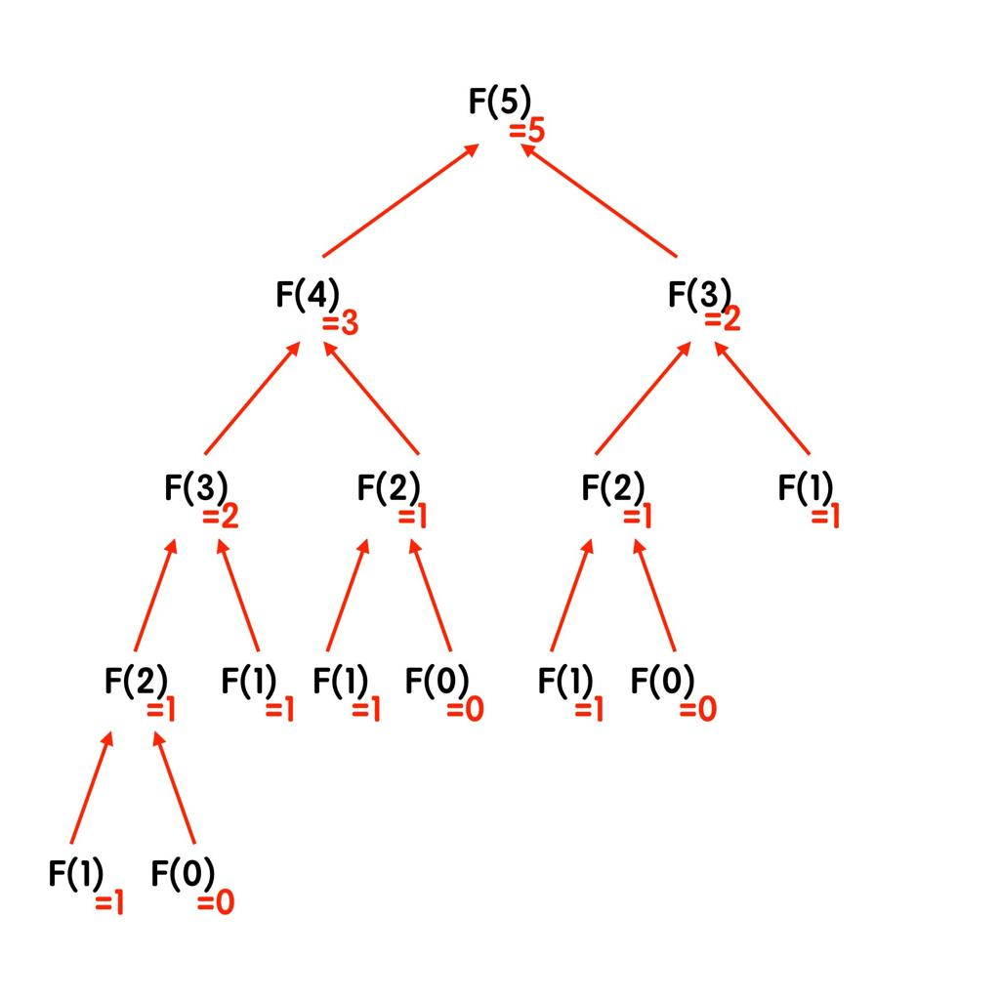 F(5)
=5
F(4)
=3
F(3)
=2
F(3)
=2
F(2)
=1
F(2)
=1
F(1)
=1
F(2)
=1
F(1)
=1
F(1)
=1
F(0)
=0
F(1)
=1
F(0)
=0
F(1)
=1
F(0)
=0